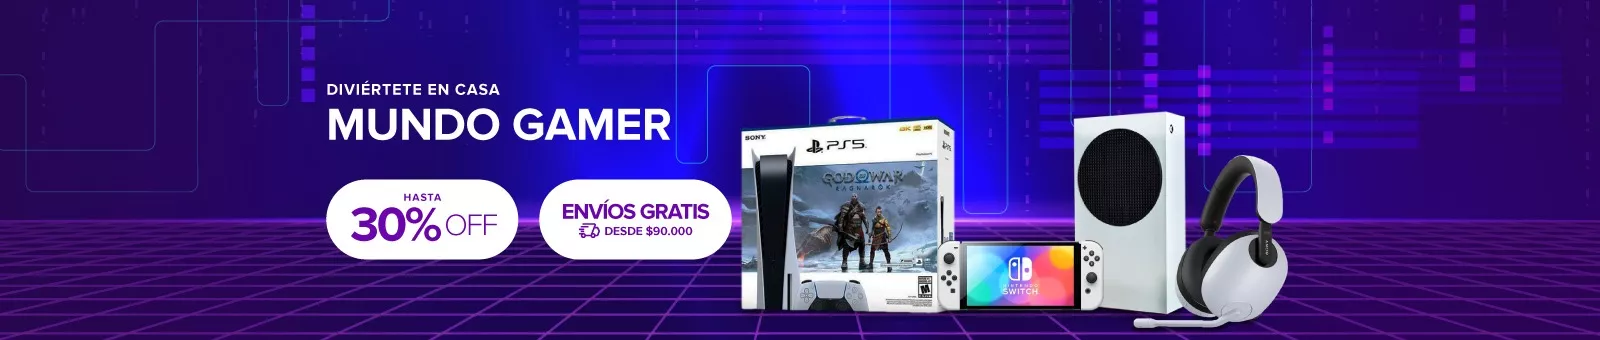 DIVIÉRTETE EN CASA
MUNDO GAMER
HASTA
30% OFF
ENVÍOS GRATIS
DESDE $90.000
SONY
PS5
GOD OF WAR
RAGNARÖK
NINTENDO
SWITCH
SONY